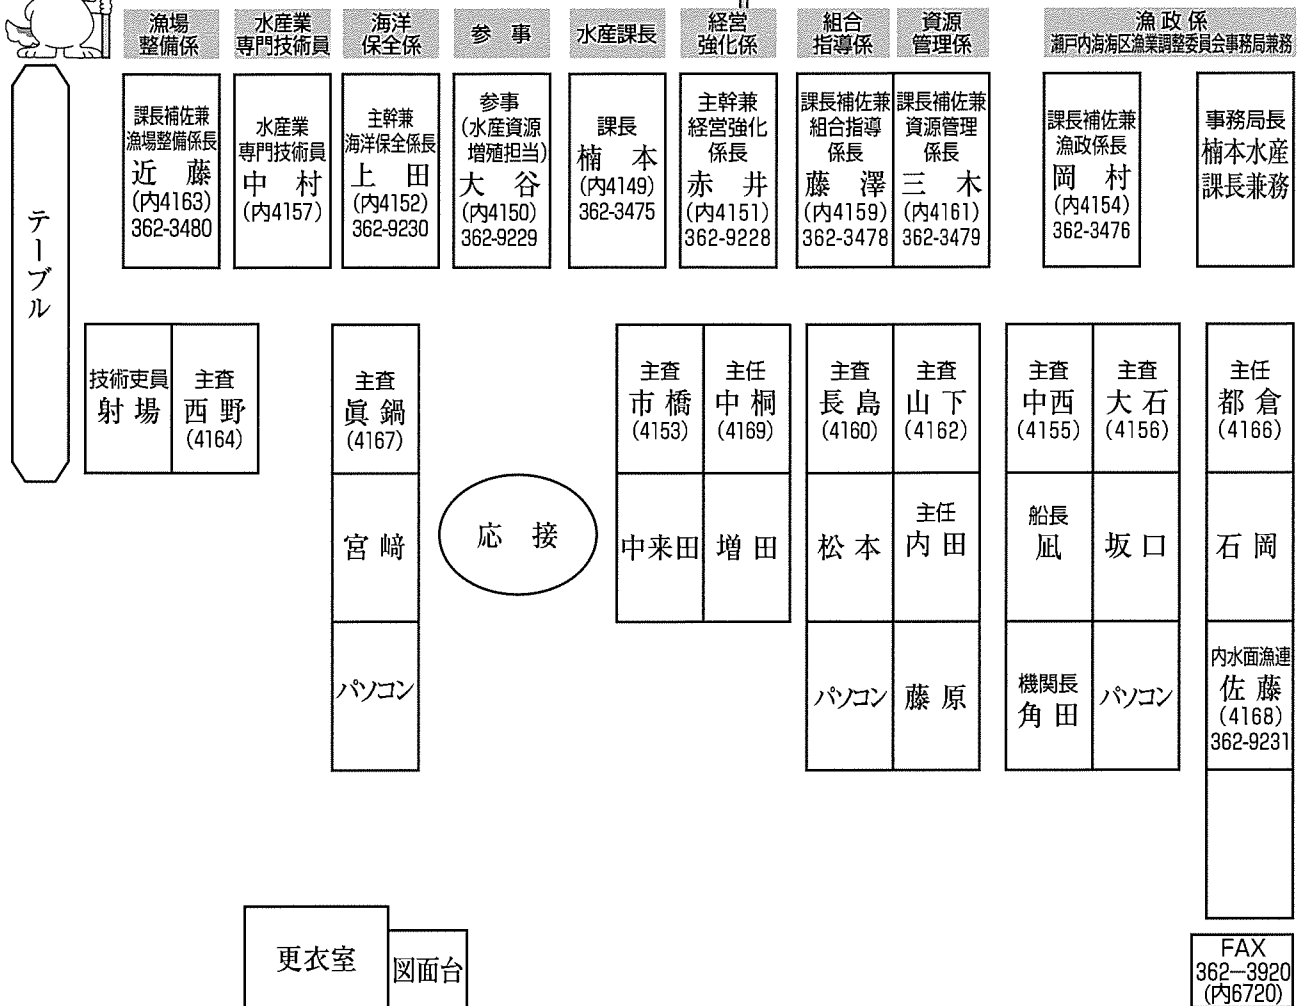 漁場
整備係
水産業
専門技術員
海洋
保全係
参事
水産課長
経営
強化係
組合
指導係
資源
管理係
漁政係
瀬戸内海海区漁業調整委員会事務局兼務
テーブル
課長補佐兼
漁場整備係長
近藤
(内4163)
362-3480
水産業
専門技術員
中村
(内4157)
主幹兼
海洋保全係長
上田
(内4152)
362-9230
参事
(水産資源
増殖担当)
大谷
(内4150)
362-9229
課長
楠本
(内4149)
362-3475
主幹兼
経営強化
係長
赤井
(内4151)
362-9228
課長補佐兼
組合指導
係長
藤澤
(内4159)
362-3478
課長補佐兼
資源管理
係長
三木
(内4161)
362-3479
課長補佐兼
漁政係長
岡村
(内4154)
362-3476
事務局長
楠本水産
課長兼務
技術吏員
射場
主査
西野
(4164)
主査
眞鍋
(4167)
主査
市橋
(4153)
主任
中桐
(4169)
主査
長島
(4160)
主査
山下
(4162)
主査
中西
(4155)
主査
大石
(4156)
主任
都倉
(4166)
宮﨑
応接
中来田
増田
松本
主任
内田
船長
凪
坂口
石岡
パソコン
パソコン
藤原
機関長
角田
パソコン
内水面漁連
佐藤
(4168)
362-9231
更衣室
図面台
FAX
362—3920
(内6720)